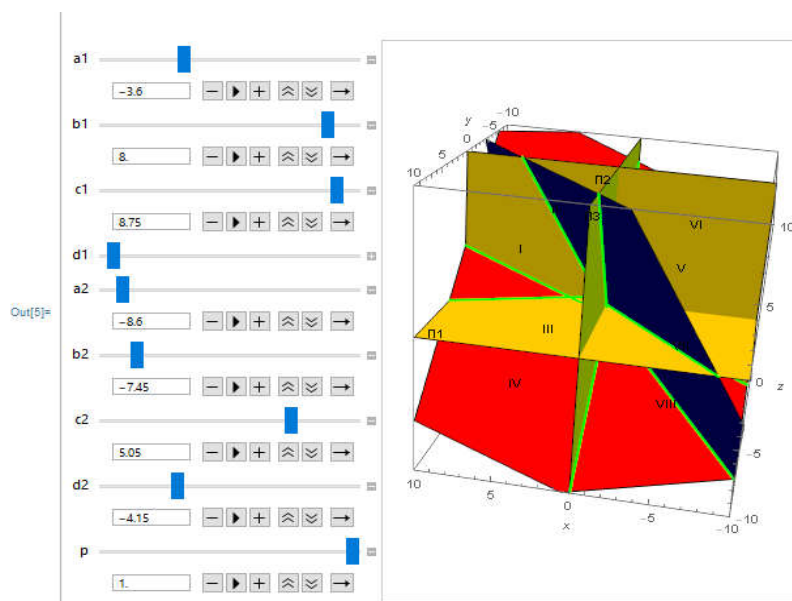 a1
−3.6
b1
8.
c1
8.75
d1
a2
−8.6
Out[5]=
b2
−7.45
c2
5.05
d2
−4.15
p
1.
-10
y
-5
0
5
10
П2
П3
10
VI
I
V
5
III
П1
0
z
IV
VIII
-5
10
5
0
x
-5
-10
-10